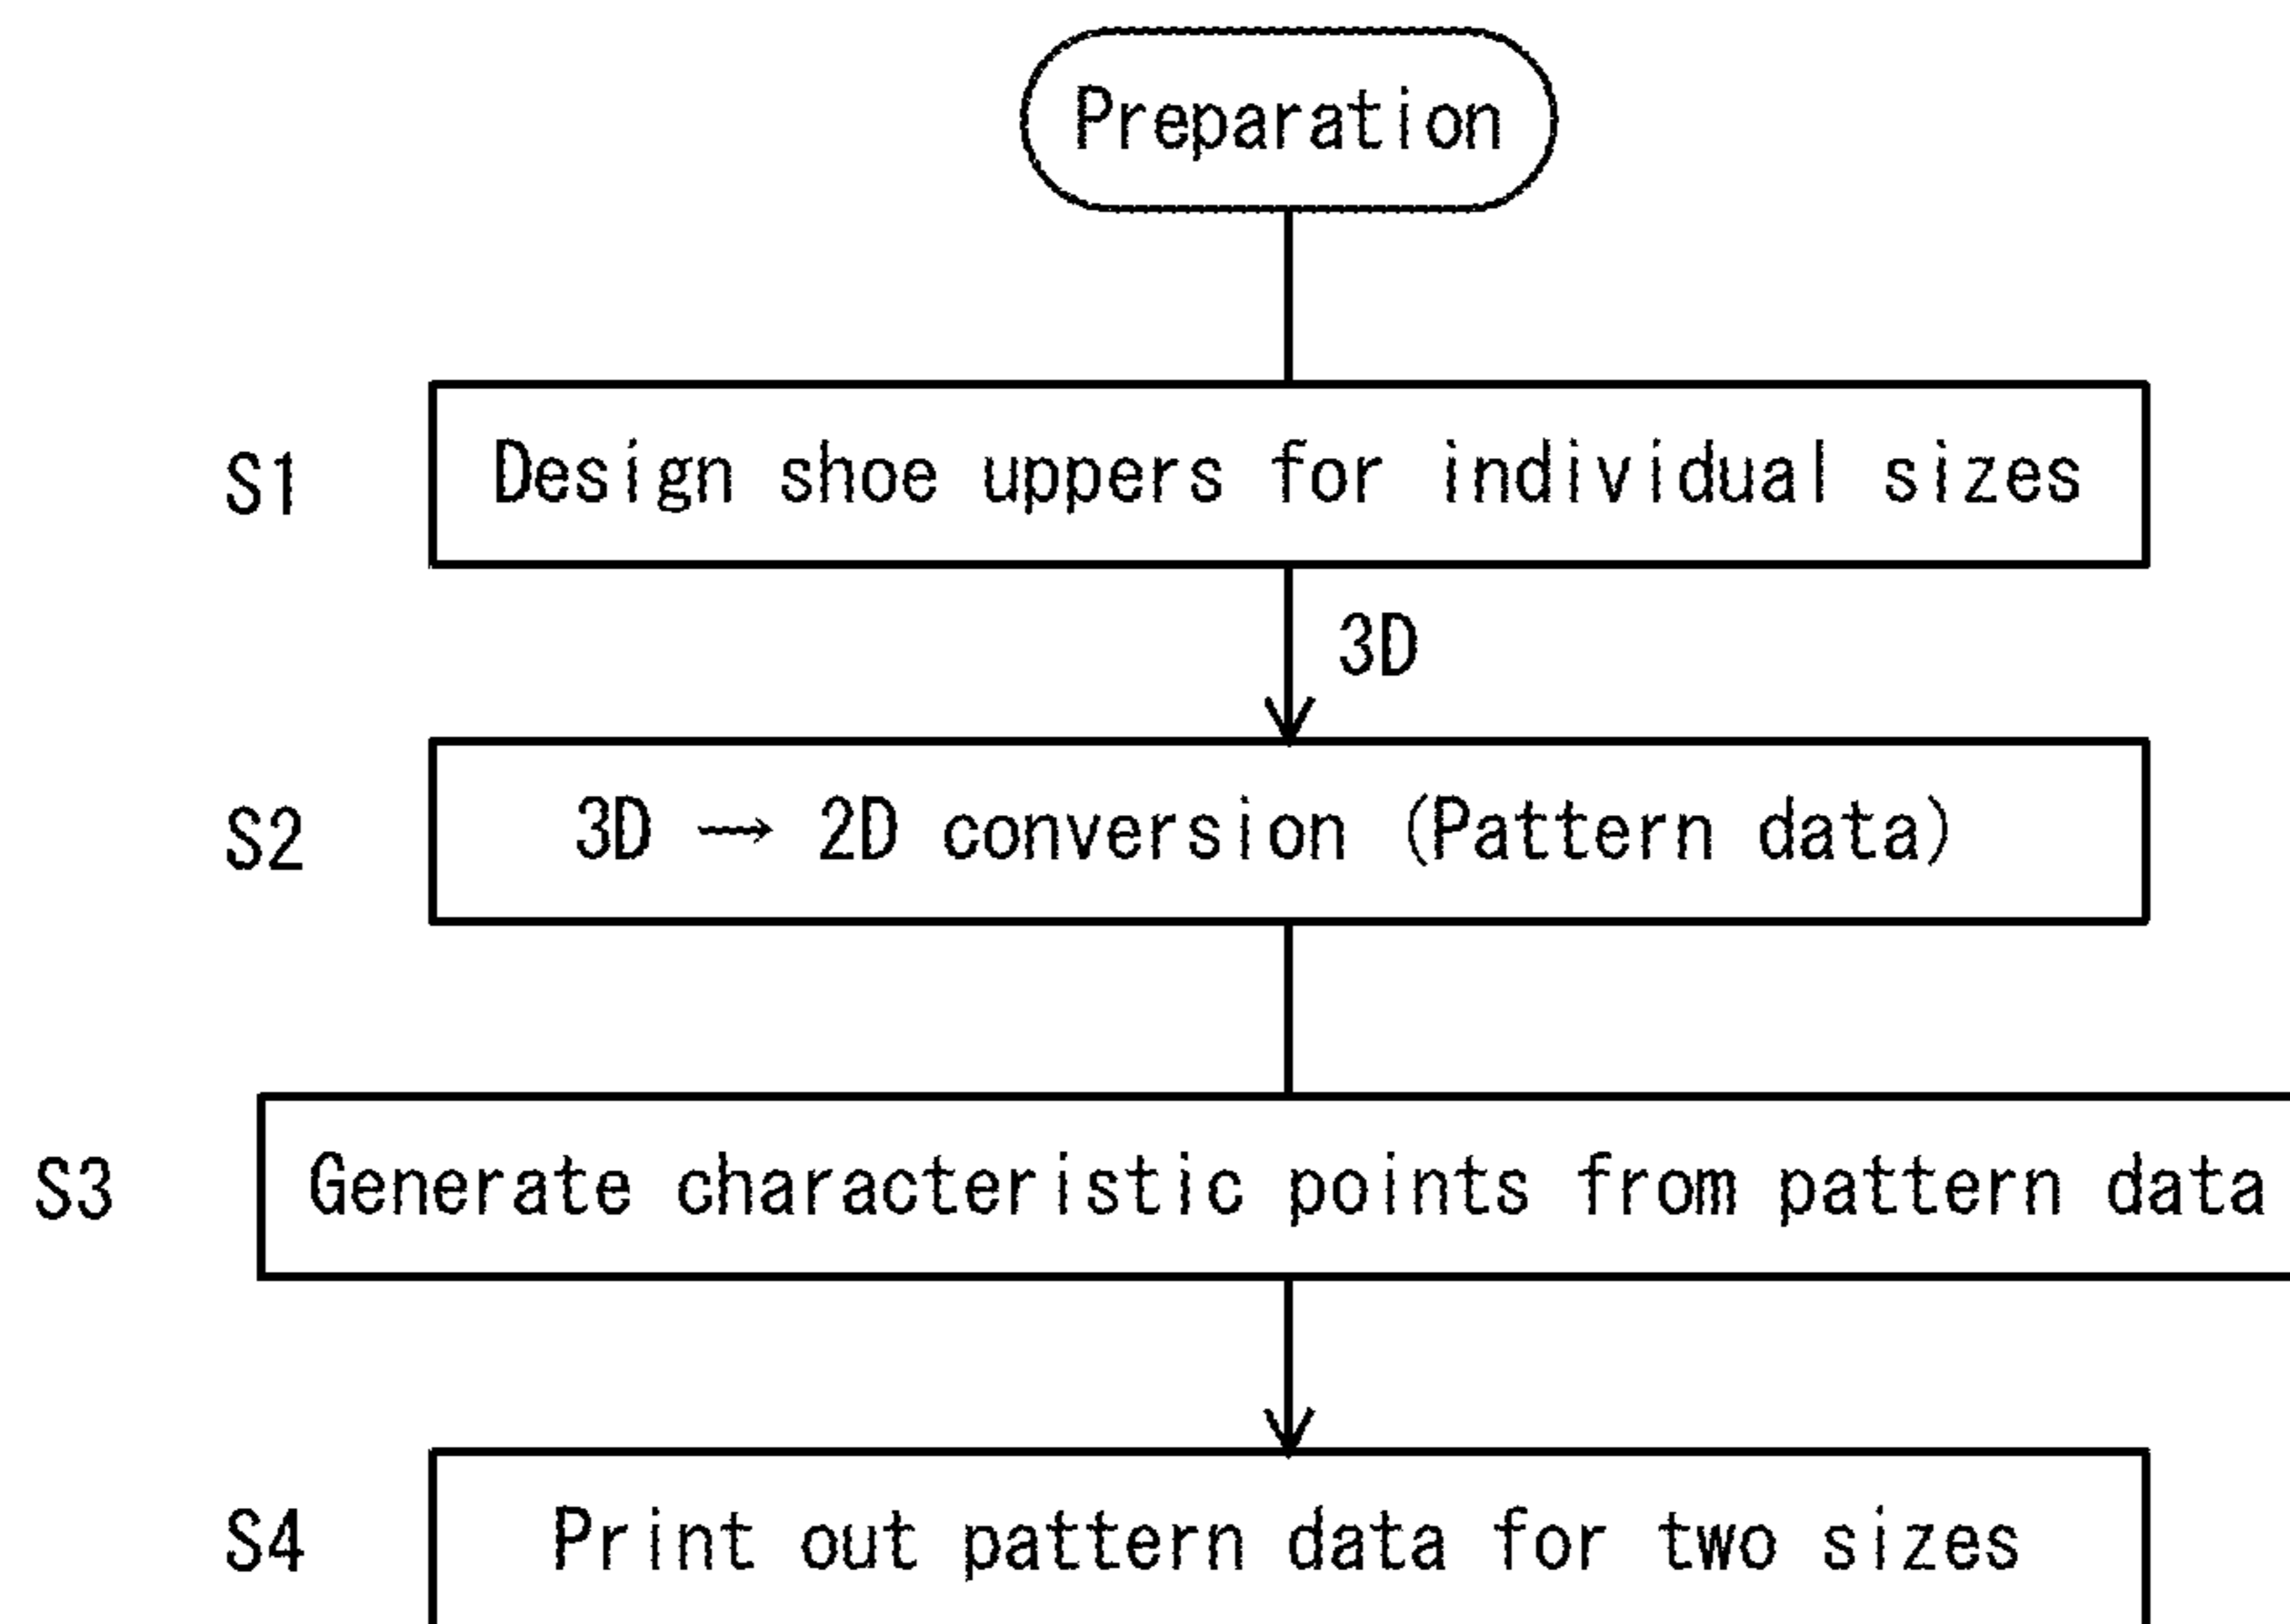 Preparation
S1 Design shoe uppers for individual sizes
3D
S2 3D → 2D conversion (Pattern data)
S3 Generate characteristic points from pattern data
S4 Print out pattern data for two sizes